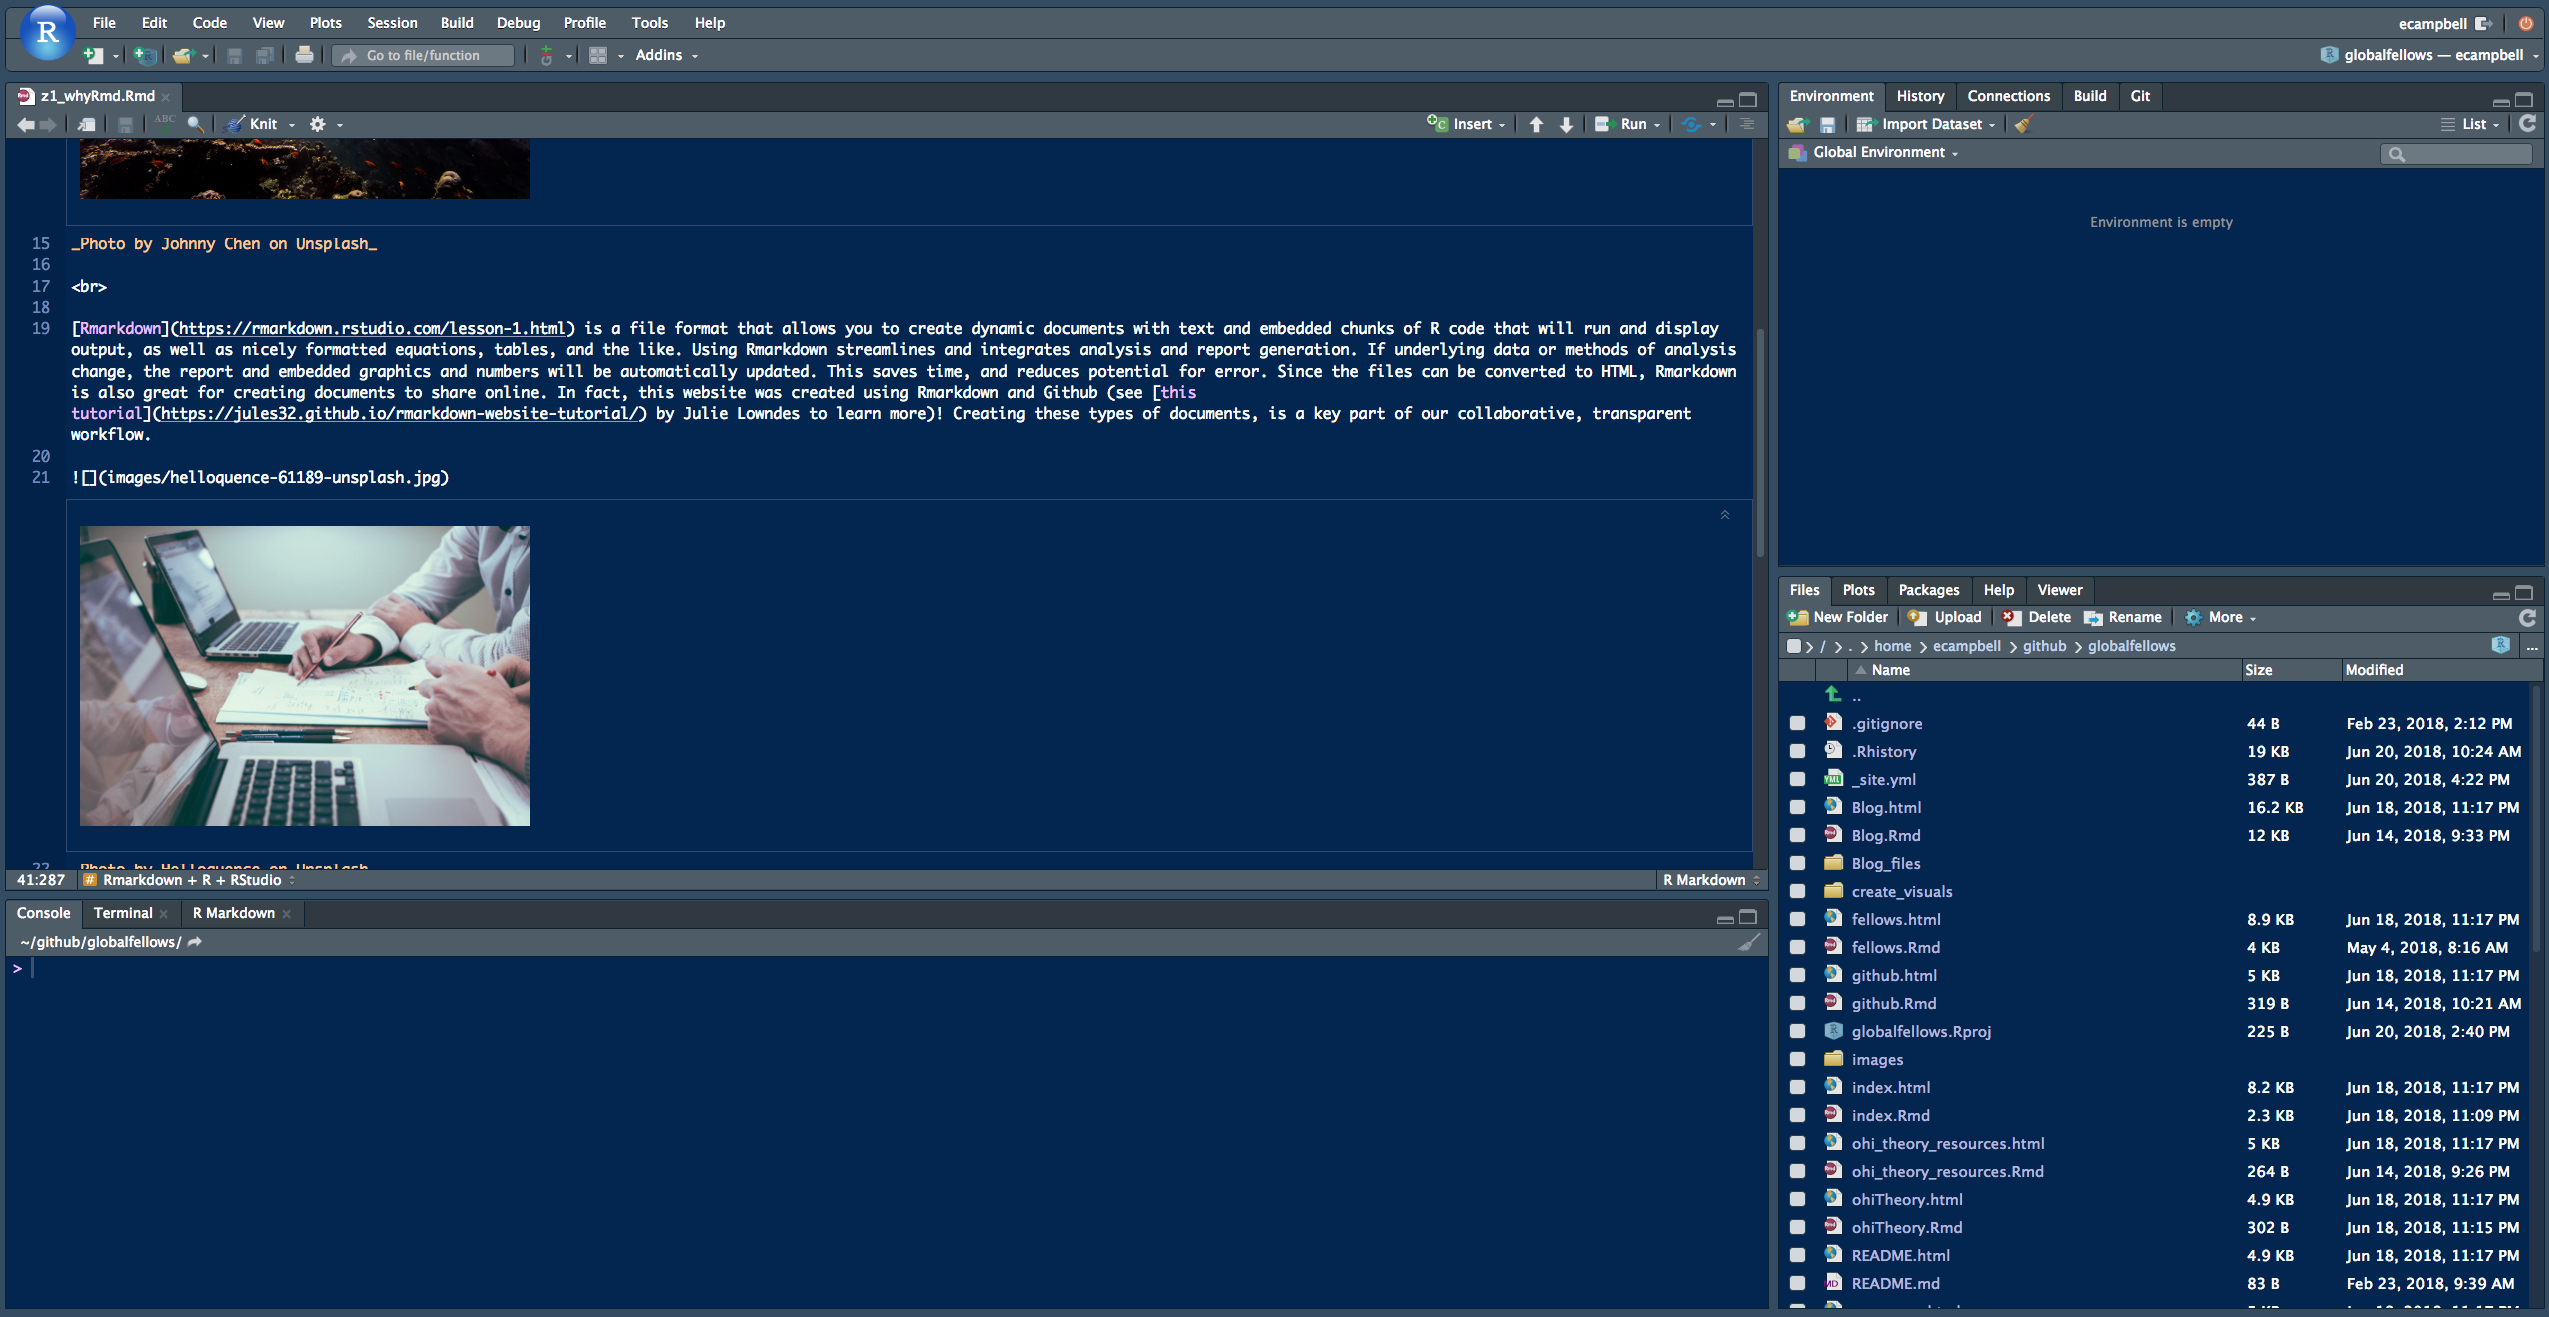 R
File Edit Code View Plots Session Build Debug Profile Tools Help
ecampbell
Go to file/function
Addins
globalfellows — ecampbell
z1_whyRmd.Rmd
ABC
Knit
Insert
Run
15 _Photo by Johnny Chen on Unsplash_
16
17 <br>
18
19 [Rmarkdown](https://rmarkdown.rstudio.com/lesson-1.html) is a file format that allows you to create dynamic documents with text and embedded chunks of R code that will run and display
output, as well as nicely formatted equations, tables, and the like. Using Rmarkdown streamlines and integrates analysis and report generation. If underlying data or methods of analysis
change, the report and embedded graphics and numbers will be automatically updated. This saves time, and reduces potential for error. Since the files can be converted to HTML, Rmarkdown
is also great for creating documents to share online. In fact, this website was created using Rmarkdown and Github (see [this
tutorial](https://jules32.github.io/rmarkdown-website-tutorial/) by Julie Lowndes to learn more)! Creating these types of documents, is a key part of our collaborative, transparent
workflow.
20
21 ![](images/helloquence-61189-unsplash.jpg)
22 _Photo by Helloquence on Unsplash_
41:287 # Rmarkdown + R + RStudio
R Markdown
Console Terminal R Markdown
~/github/globalfellows/
>
Environment History Connections Build Git
Import Dataset
List
Global Environment
Environment is empty
Files Plots Packages Help Viewer
New Folder Upload Delete Rename More
/ . home ecampbell github globalfellows ...
Name Size Modified
..
.gitignore 44 B Feb 23, 2018, 2:12 PM
.Rhistory 19 KB Jun 20, 2018, 10:24 AM
_site.yml 387 B Jun 20, 2018, 4:22 PM
Blog.html 16.2 KB Jun 18, 2018, 11:17 PM
Blog.Rmd 12 KB Jun 14, 2018, 9:33 PM
Blog_files
create_visuals
fellows.html 8.9 KB Jun 18, 2018, 11:17 PM
fellows.Rmd 4 KB May 4, 2018, 8:16 AM
github.html 5 KB Jun 18, 2018, 11:17 PM
github.Rmd 319 B Jun 14, 2018, 10:21 AM
globalfellows.Rproj 225 B Jun 20, 2018, 2:40 PM
images
index.html 8.2 KB Jun 18, 2018, 11:17 PM
index.Rmd 2.3 KB Jun 18, 2018, 11:09 PM
ohi_theory_resources.html 5 KB Jun 18, 2018, 11:17 PM
ohi_theory_resources.Rmd 264 B Jun 14, 2018, 9:26 PM
ohiTheory.html 4.9 KB Jun 18, 2018, 11:17 PM
ohiTheory.Rmd 302 B Jun 18, 2018, 11:15 PM
README.html 4.9 KB Jun 18, 2018, 11:17 PM
README.md 83 B Feb 23, 2018, 9:39 AM